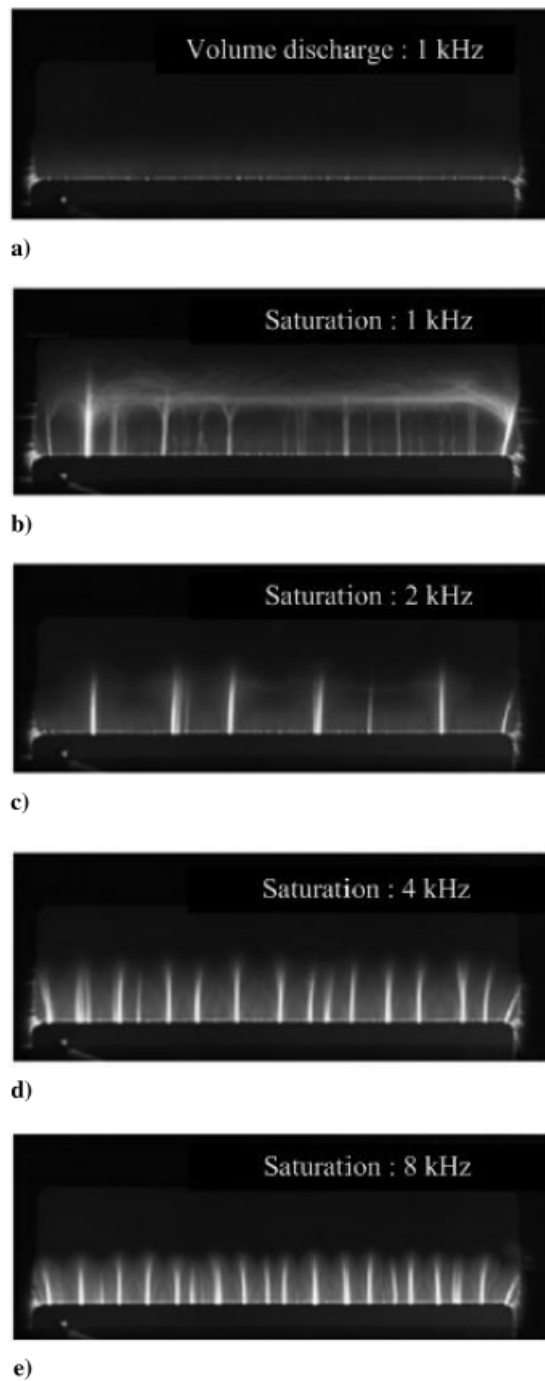 Volume discharge : 1 kHz
a)
Saturation : 1 kHz
b)
Saturation : 2 kHz
c)
Saturation : 4 kHz
d)
Saturation : 8 kHz
e)